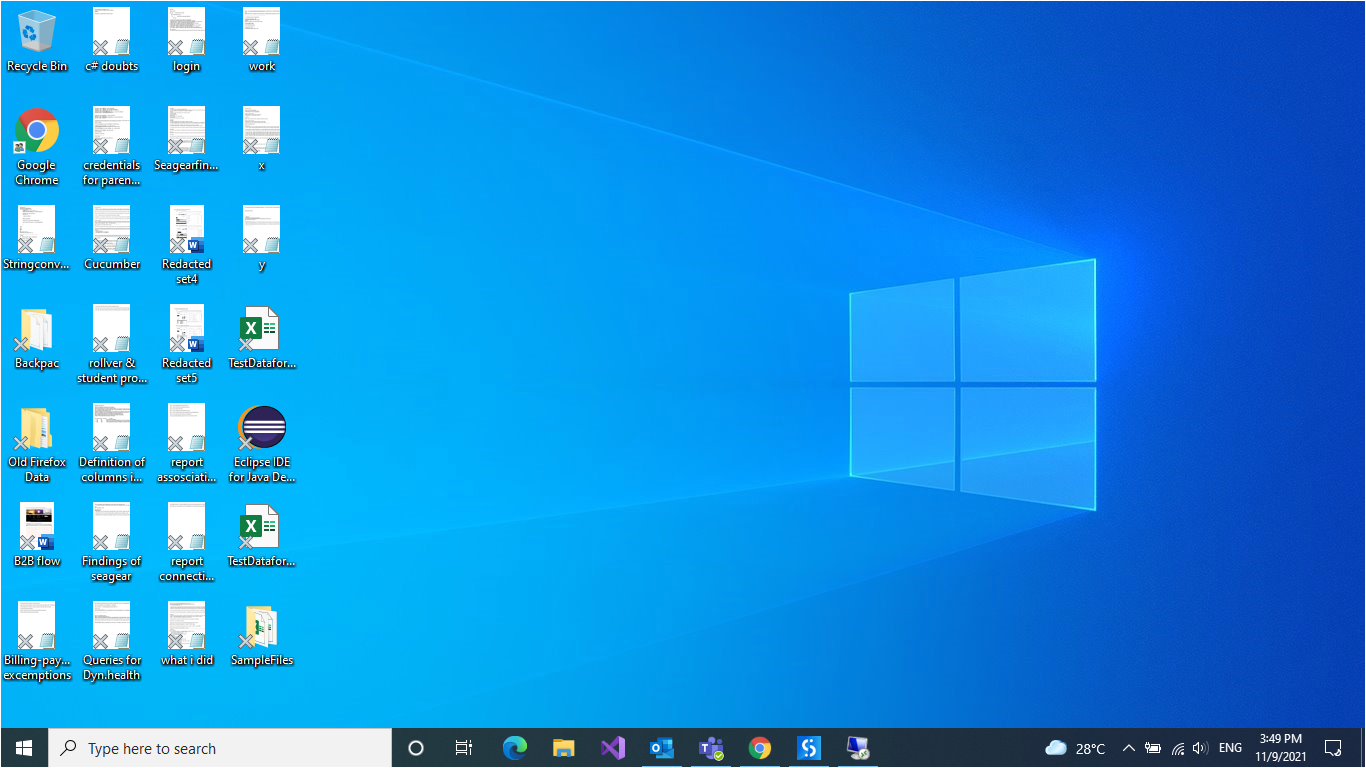 Recycle Bin
c# doubts
login
work
Google
Chrome
credentials
for paren...
Seagearfin...
x
Stringconv...
Cucumber
Redacted
set4
y
Backpac
rollver &
student pro...
Redacted
set5
TestDatafor...
Old Firefox
Data
Definition of
columns i...
report
assosciati...
Eclipse IDE
for Java De...
B2B flow
Findings of
seagear
report
connecti...
TestDatafor...
Billing-pay...
excemptions
Queries for
Dyn.health
what i did
SampleFiles
Type here to search
28°C
ENG
3:49 PM
11/9/2021